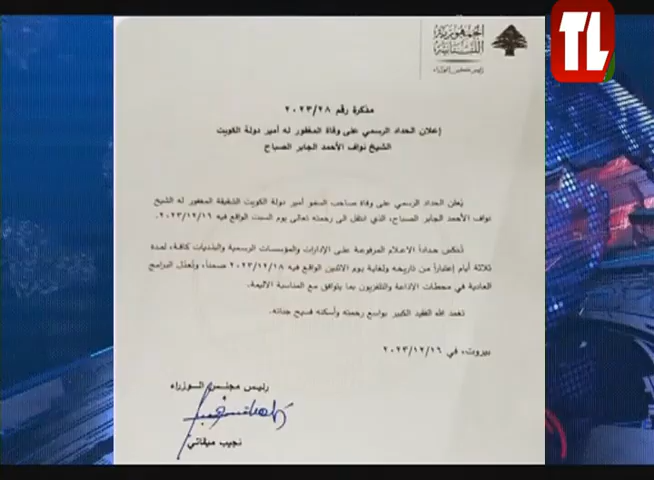 TL
الجمهورية
اللبنانية
رئيس مجلس الوزراء
مذكرة رقم ٢٠٢٣/٢٨
إعلان الحداد الرسمي على وفاة المغفور له أمير دولة الكويت
الشيخ نواف الأحمد الجابر الصباح
يُعلن الحداد الرسمي على وفاة صاحب السمو أمير دولة الكويت الشقيقة المغفور له الشيخ
نواف الأحمد الجابر الصباح، الذي انتقل الى رحمته تعالى يوم السبت الواقع فيه ٢٠٢٣/١٢/١٦.
تُنكّس حداداً الاعلام المرفوعة على الإدارات والمؤسسات الرسمية والبلديات كافة، لمدة
ثلاثة أيام إعتباراً من تاريخه ولغاية يوم الاثنين الواقع فيه ٢٠٢٣/١٢/١٨ ضمناً، وتُعدّل البرامج
العادية في محطات الاذاعة والتلفزيون بما يتوافق مع المناسبة الأليمة.
تغمد الله الفقيد الكبير بواسع رحمته وأسكنه فسيح جناته.
بيروت، في ٢٠٢٣/١٢/١٦
رئيس مجلس الوزراء
نجيب ميقاتي